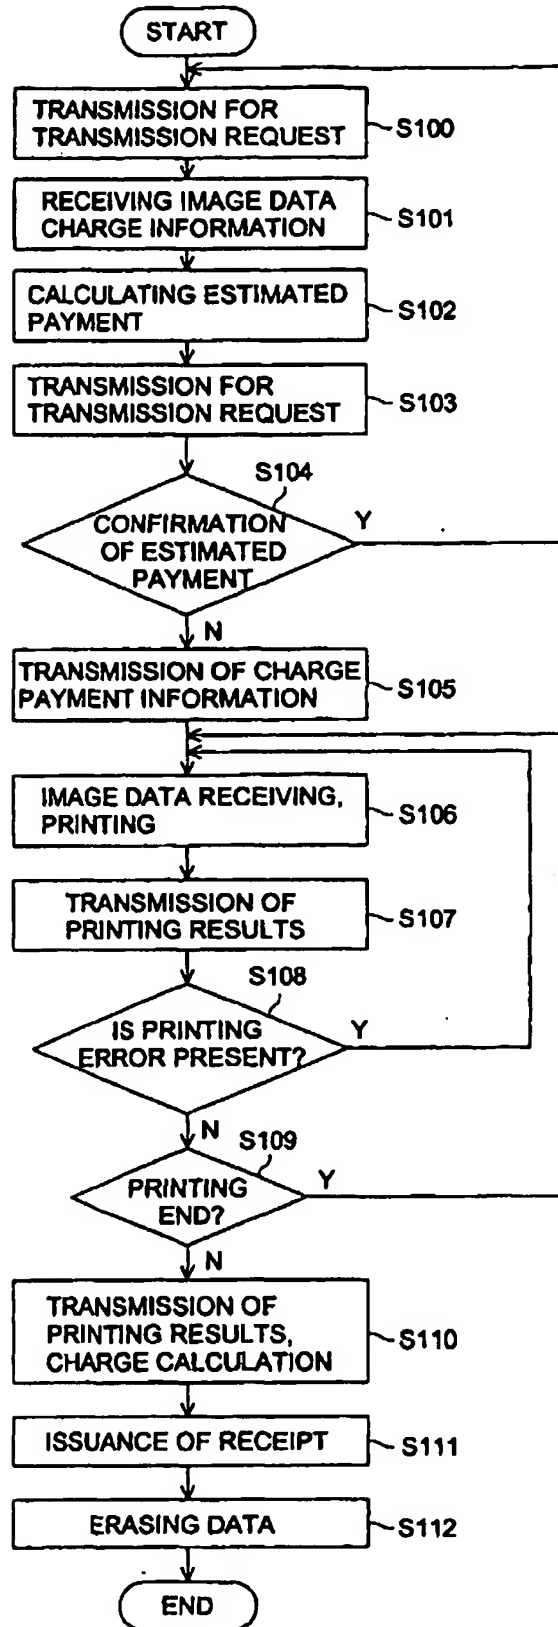 START
TRANSMISSION FOR
TRANSMISSION REQUEST
S100
RECEIVING IMAGE DATA
CHARGE INFORMATION
S101
CALCULATING ESTIMATED
PAYMENT
S102
TRANSMISSION FOR
TRANSMISSION REQUEST
S103
S104
CONFIRMATION
OF ESTIMATED
PAYMENT
Y
N
TRANSMISSION OF CHARGE
PAYMENT INFORMATION
S105
IMAGE DATA RECEIVING,
PRINTING
S106
TRANSMISSION OF
PRINTING RESULTS
S107
S108
IS PRINTING
ERROR PRESENT?
Y
N
S109
PRINTING
END?
Y
N
TRANSMISSION OF
PRINTING RESULTS,
CHARGE CALCULATION
S110
ISSUANCE OF RECEIPT
S111
ERASING DATA
S112
END